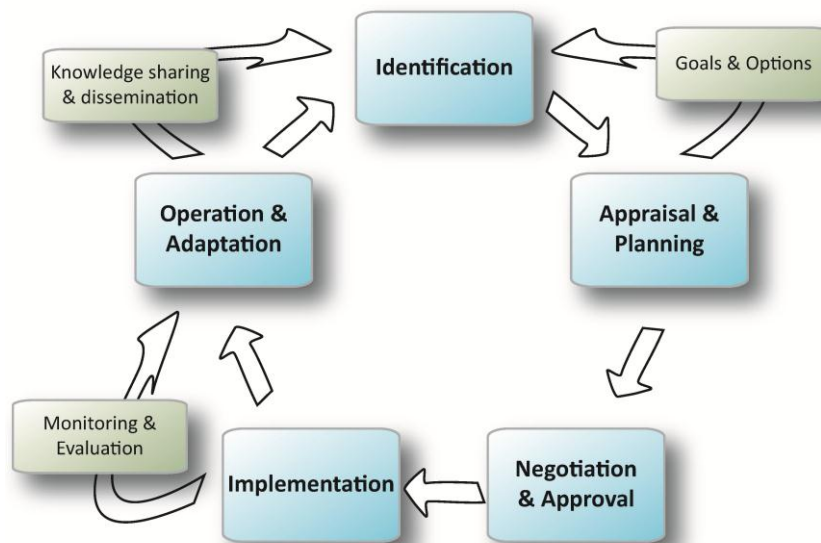 Identification
Knowledge sharing
& dissemination
Goals & Options
Operation &
Adaptation
Appraisal &
Planning
Monitoring &
Evaluation
Implementation
Negotiation
& Approval